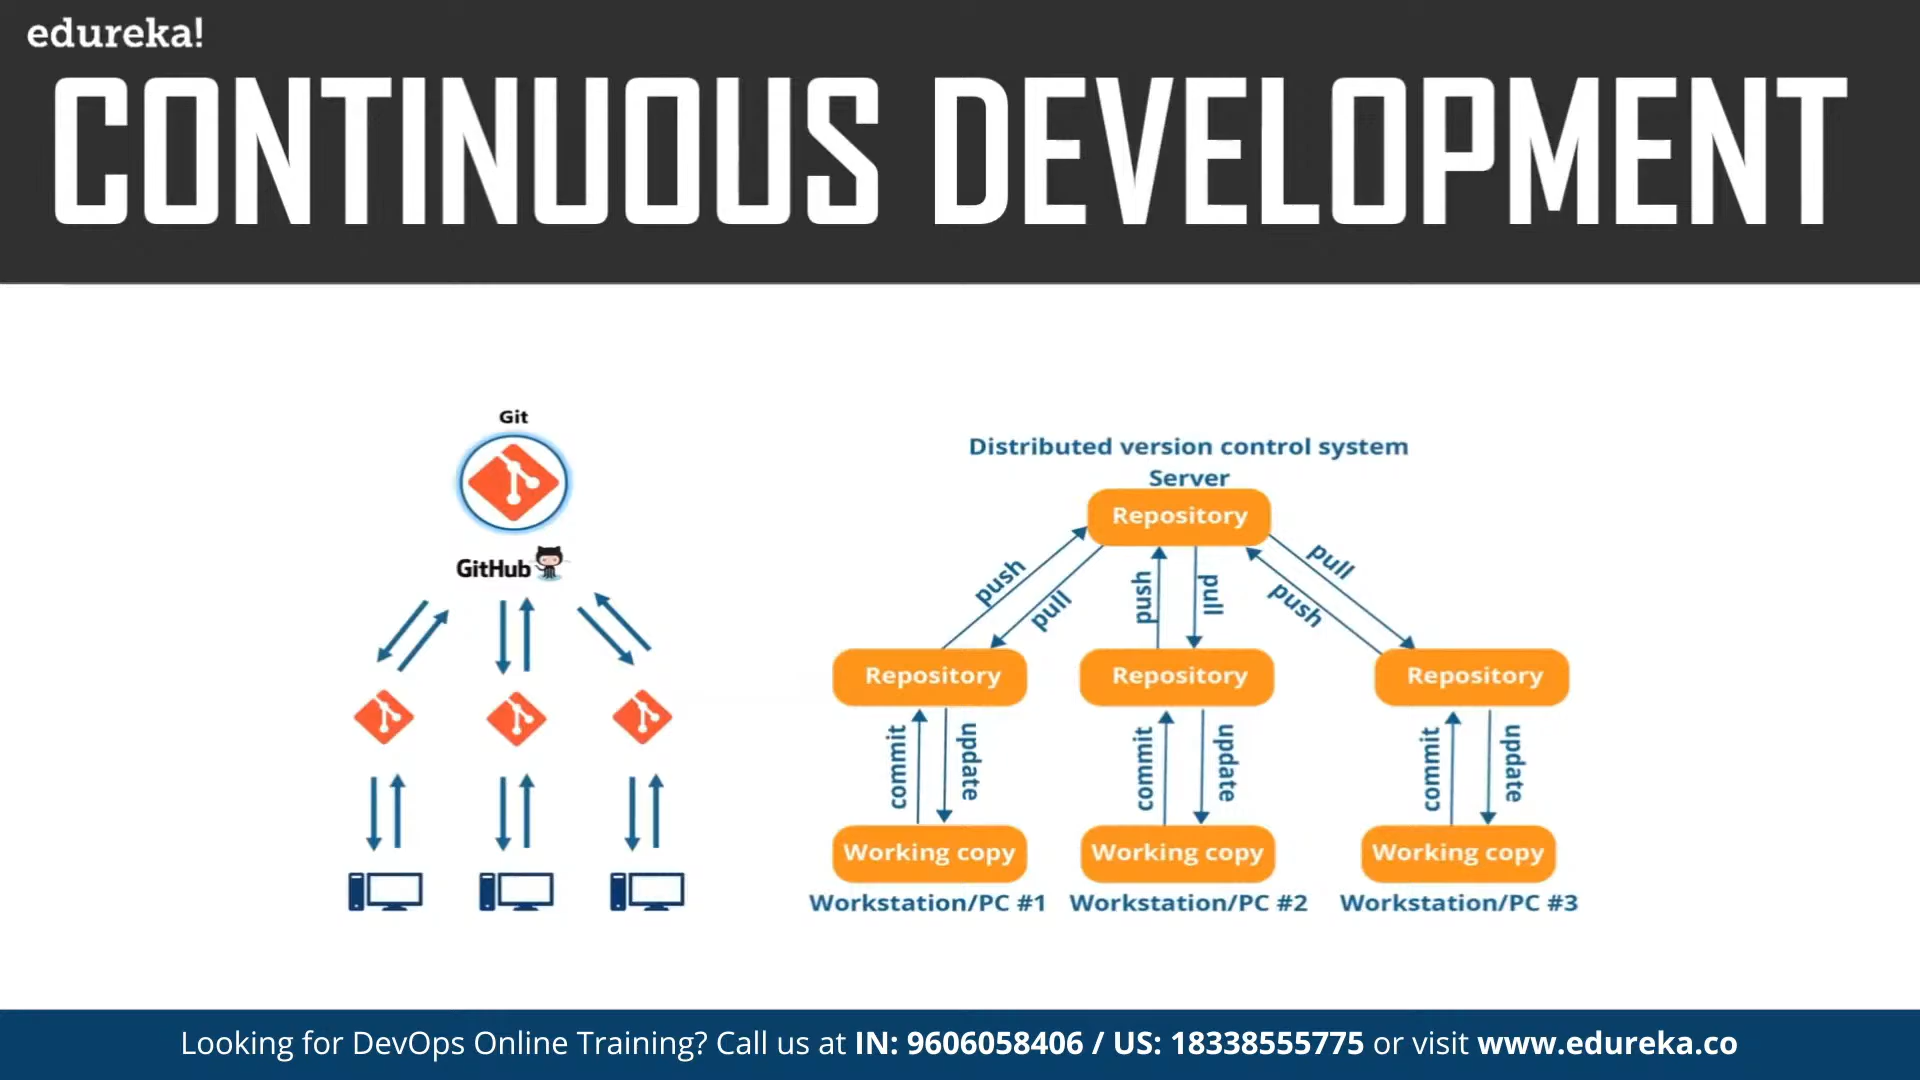 edureka!
CONTINUOUS DEVELOPMENT
Git
GitHub
Distributed version control system
Server
Repository
push
pull
push
pull
push
pull
Repository
Repository
Repository
commit
update
commit
update
commit
update
Working copy
Working copy
Working copy
Workstation/PC #1
Workstation/PC #2
Workstation/PC #3
Looking for DevOps Online Training? Call us at IN: 9606058406 / US: 18338555775 or visit www.edureka.co